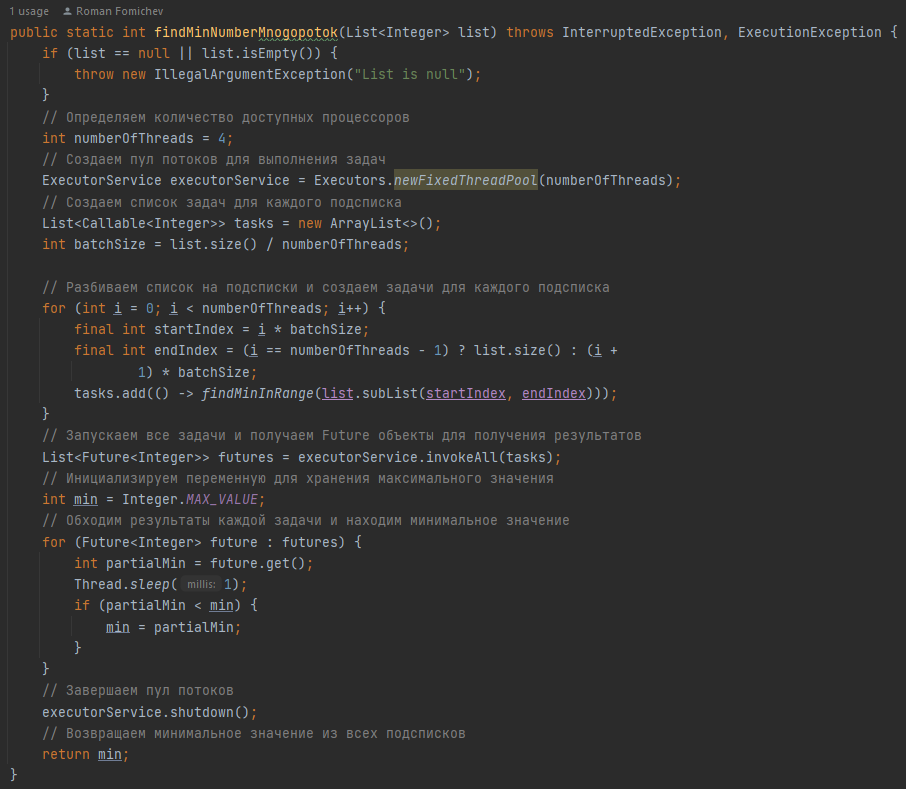 1 usage Roman Fomichev
public static int findMinNumberMnogopotok(List<Integer> list) throws InterruptedException, ExecutionException {
    if (list == null || list.isEmpty()) {
        throw new IllegalArgumentException("List is null");
    }
    // Определяем количество доступных процессоров
    int numberOfThreads = 4;
    // Создаем пул потоков для выполнения задач
    ExecutorService executorService = Executors.newFixedThreadPool(numberOfThreads);
    // Создаем список задач для каждого подсписка
    List<Callable<Integer>> tasks = new ArrayList<>();
    int batchSize = list.size() / numberOfThreads;

    // Разбиваем список на подсписки и создаем задачи для каждого подсписка
    for (int i = 0; i < numberOfThreads; i++) {
        final int startIndex = i * batchSize;
        final int endIndex = (i == numberOfThreads - 1) ? list.size() : (i +
                1) * batchSize;
        tasks.add(() -> findMinInRange(list.subList(startIndex, endIndex)));
    }
    // Запускаем все задачи и получаем Future объекты для получения результатов
    List<Future<Integer>> futures = executorService.invokeAll(tasks);
    // Инициализируем переменную для хранения максимального значения
    int min = Integer.MAX_VALUE;
    // Обходим результаты каждой задачи и находим минимальное значение
    for (Future<Integer> future : futures) {
        int partialMin = future.get();
        Thread.sleep( millis: 1);
        if (partialMin < min) {
            min = partialMin;
        }
    }
    // Завершаем пул потоков
    executorService.shutdown();
    // Возвращаем минимальное значение из всех подсписков
    return min;
}